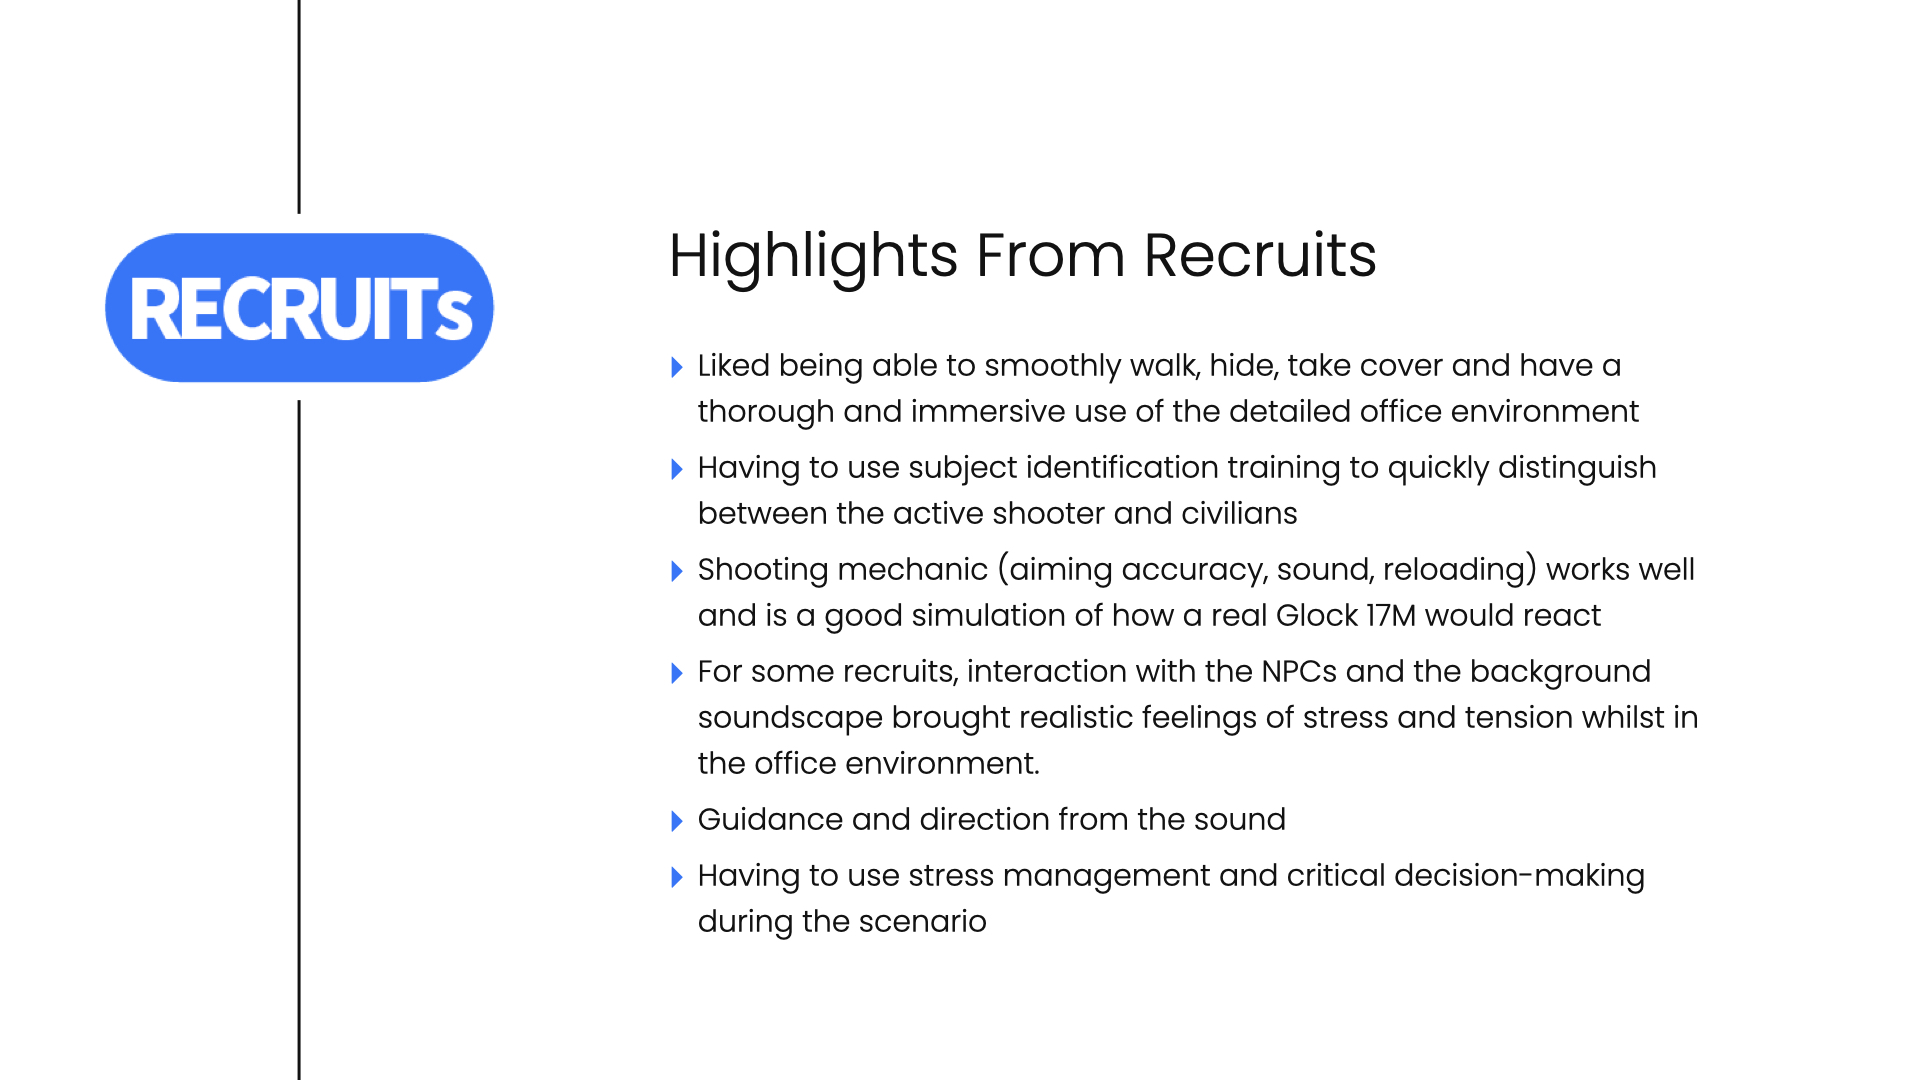 RECRUITs
Highlights From Recruits
Liked being able to smoothly walk, hide, take cover and have a
thorough and immersive use of the detailed office environment
Having to use subject identification training to quickly distinguish
between the active shooter and civilians
Shooting mechanic (aiming accuracy, sound, reloading) works well
and is a good simulation of how a real Glock 17M would react
For some recruits, interaction with the NPCs and the background
soundscape brought realistic feelings of stress and tension whilst in
the office environment.
Guidance and direction from the sound
Having to use stress management and critical decision-making
during the scenario